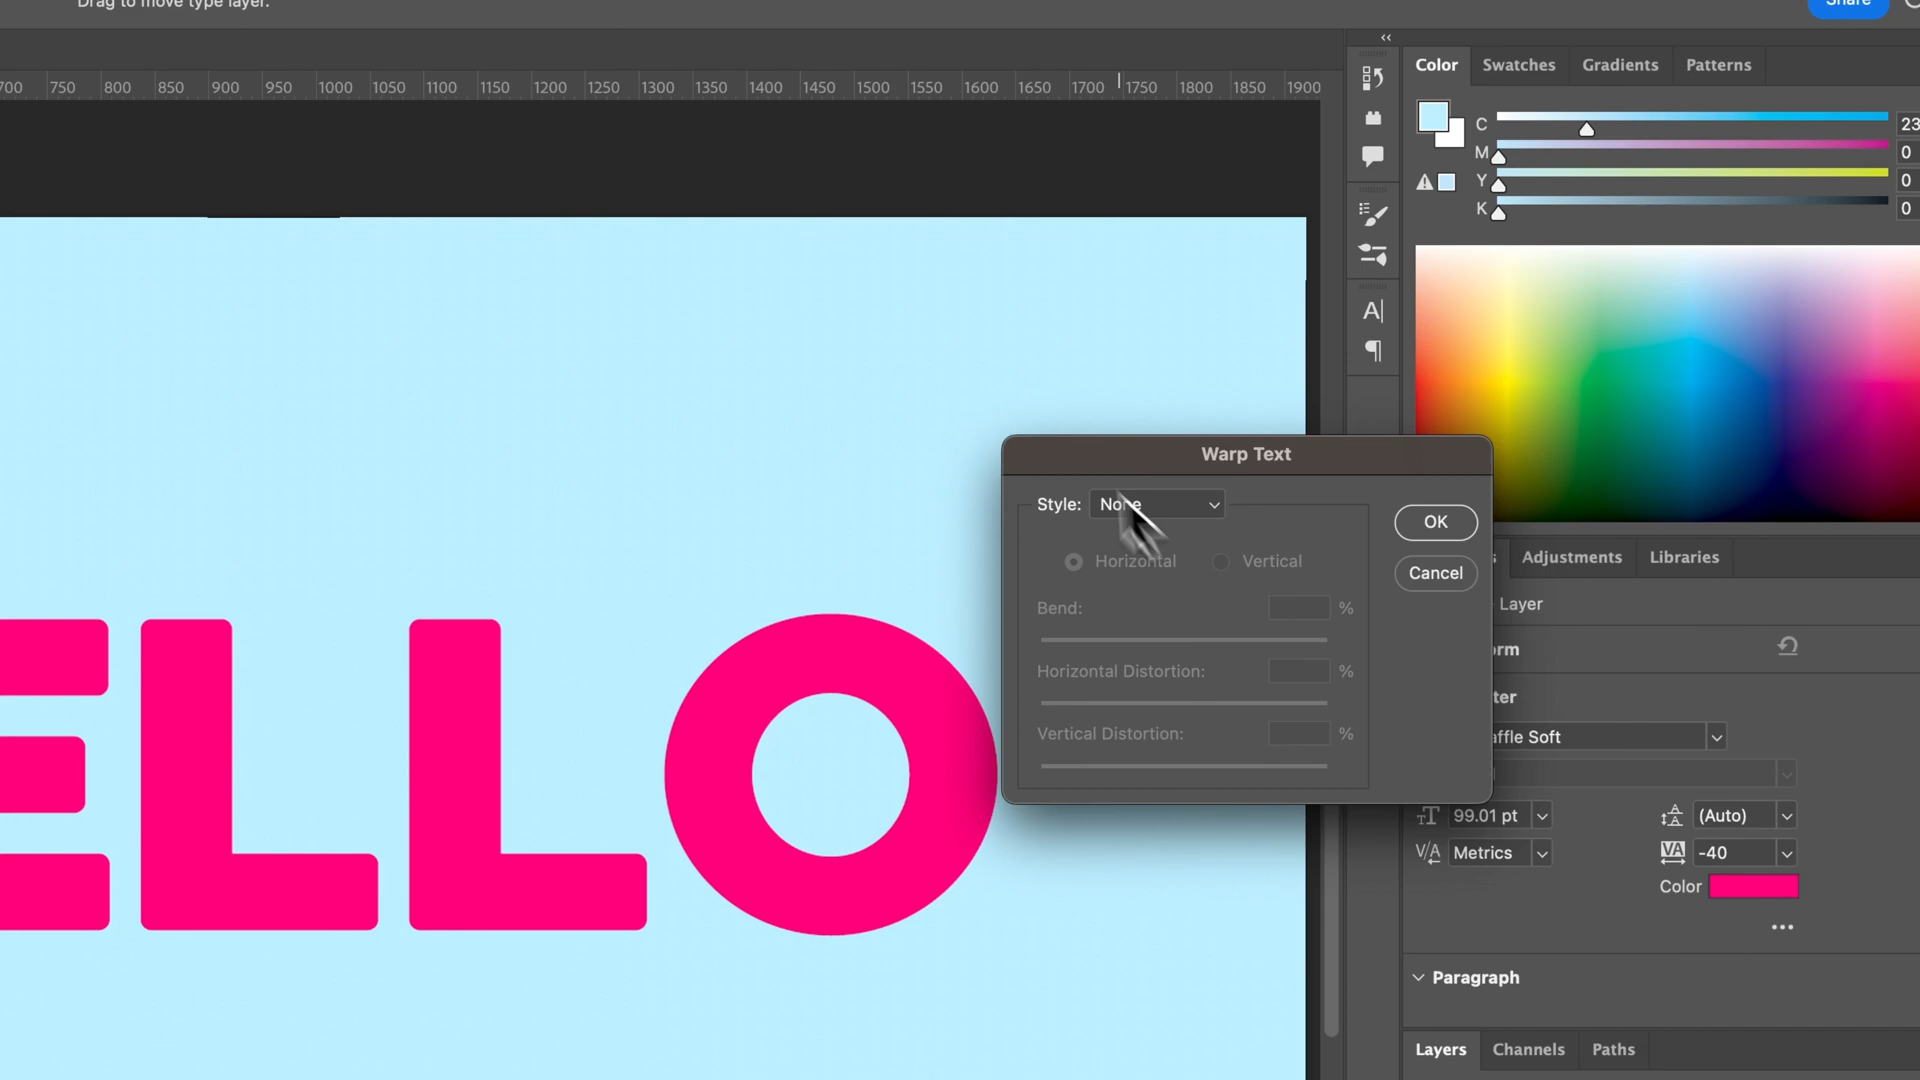 Drag to move type layer.
Share
Color Swatches Gradients Patterns
700 750 800 850 900 950 1000 1050 1100 1150 1200 1250 1300 1350 1400 1450 1500 1550 1600 1650 1700 1750 1800 1850 1900
C 23
M 0
Y 0
K 0
A
Warp Text
Style: None
OK
Horizontal Vertical
Cancel
Bend: %
Horizontal Distortion: %
Vertical Distortion: %
ELLO
s Adjustments Libraries
Layer
orm
ter
affle Soft
99.01 pt (Auto)
Metrics -40
Color
Paragraph
Layers Channels Paths